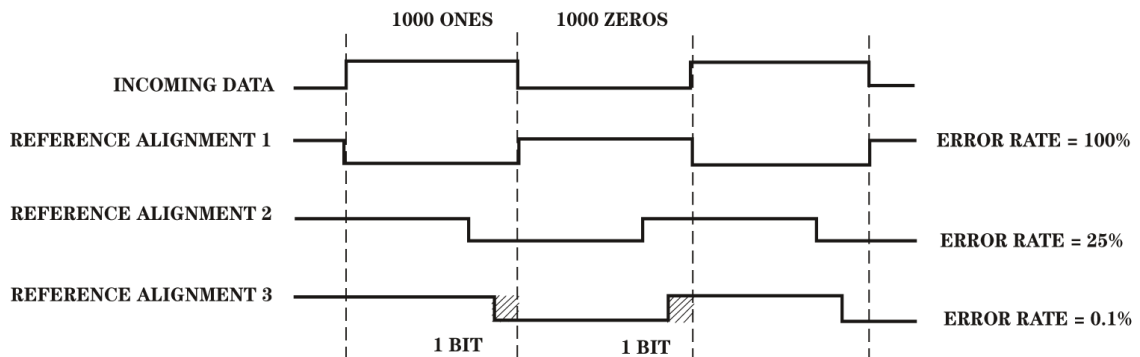 1000 ONES 1000 ZEROS
INCOMING DATA
REFERENCE ALIGNMENT 1 ERROR RATE = 100%
REFERENCE ALIGNMENT 2 ERROR RATE = 25%
REFERENCE ALIGNMENT 3 ERROR RATE = 0.1%
1 BIT 1 BIT